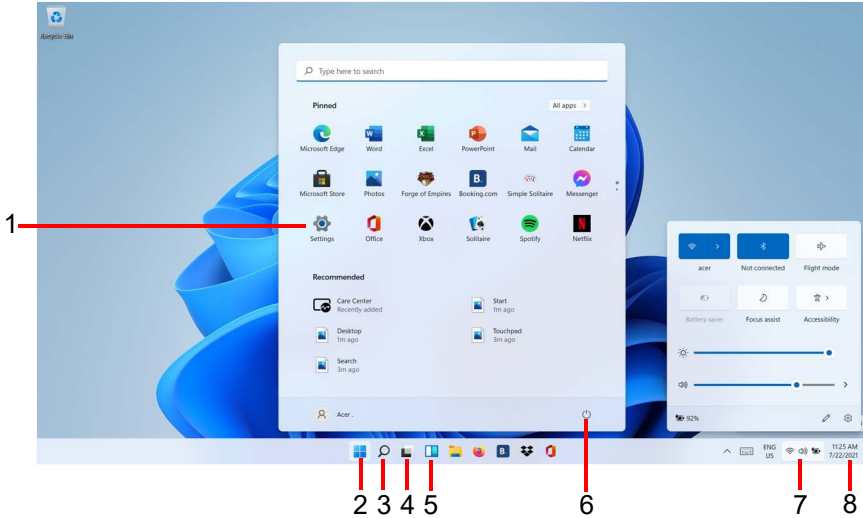 Recycle Bin
Type here to search
Pinned
All apps >
Microsoft Edge Word Excel PowerPoint Mail Calendar
Microsoft Store Photos Forge of Empires Booking.com Simple Solitaire Messenger
1
Settings Office Xbox Solitaire Spotify Netflix
acer Not connected Flight mode
Recommended
Care Center
Recently added
Start
1m ago
Battery saver Focus assist Accessibility
Desktop
1m ago
Touchpad
3m ago
Search
3m ago
Acer .
92%
ENG
US
11:25 AM
7/22/2021
2 3 4 5 6 7 8